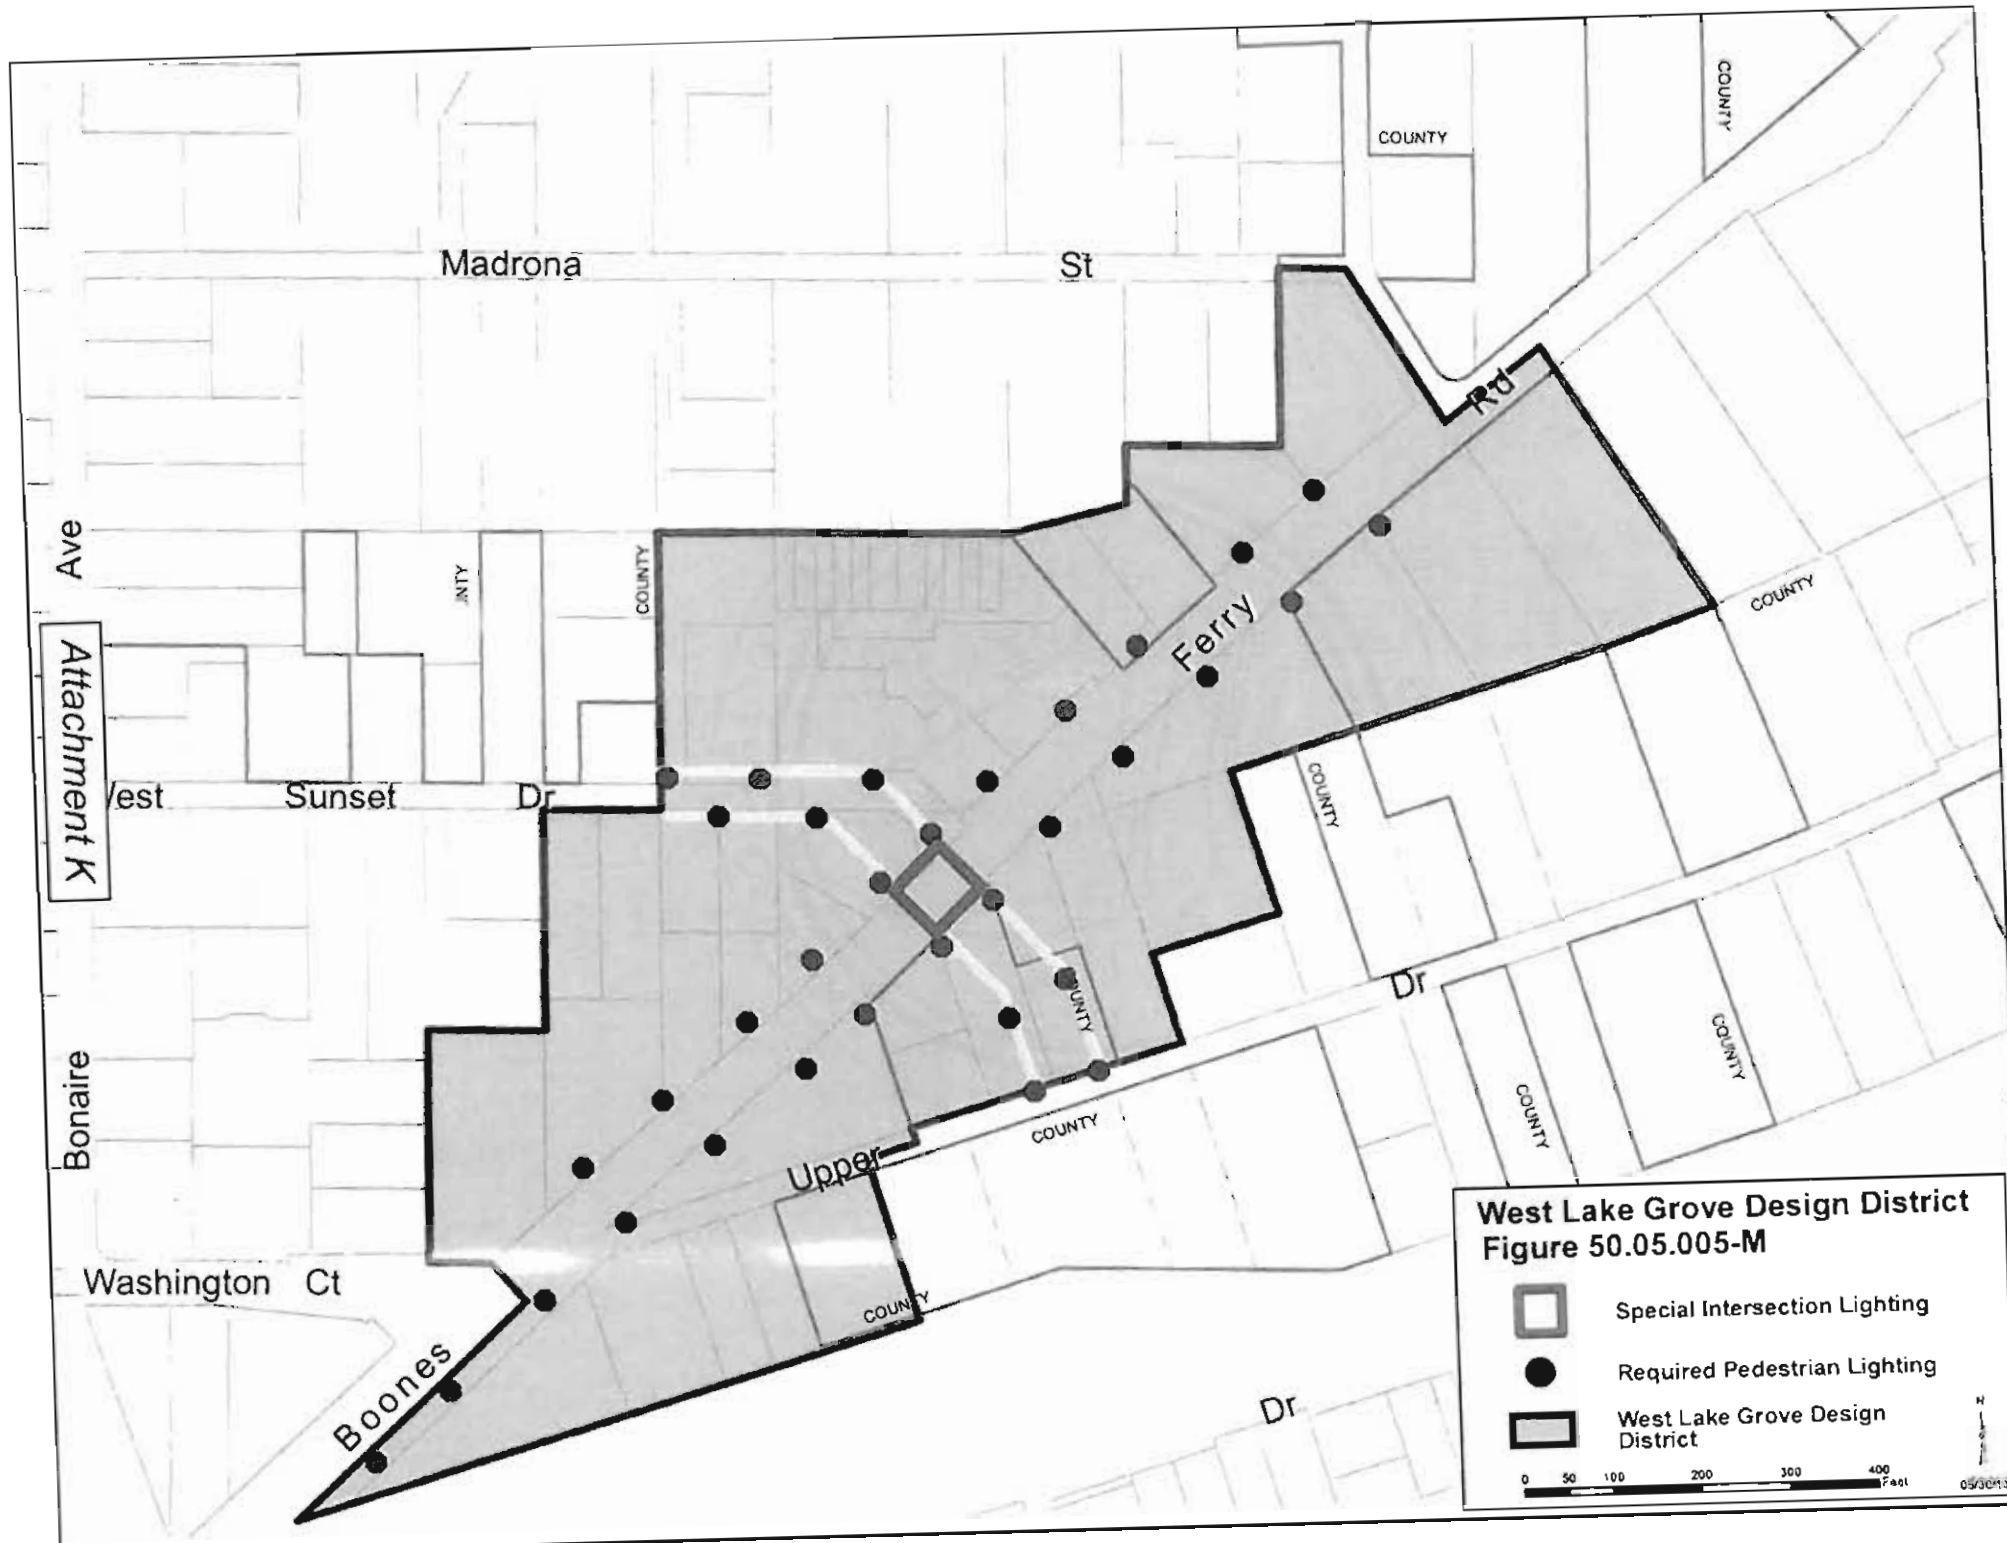 COUNTY
COUNTY
Madrona St
Rd
Ave
COUNTY
COUNTY
Ferry
Attachment K
Sunset Dr
COUNTY
COUNTY
Dr
COUNTY
COUNTY
COUNTY
Bonaire
Upper
Washington Ct
COUNTY
Boones
Dr
West Lake Grove Design District
Figure 50.05.005-M
Special Intersection Lighting
Required Pedestrian Lighting
West Lake Grove Design
District
0 50 100 200 300 400
Feet
N